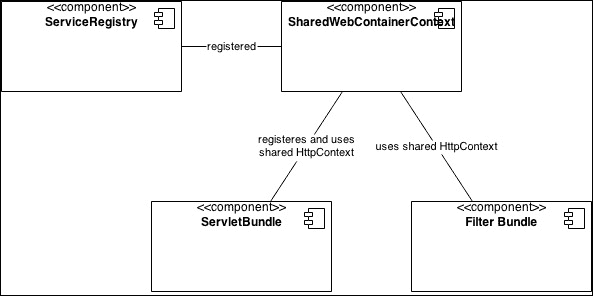 <<component>>
ServiceRegistry
<<component>>
SharedWebContainerContext
registered
registeres and uses
shared HttpContext
uses shared HttpContext
<<component>>
ServletBundle
<<component>>
Filter Bundle